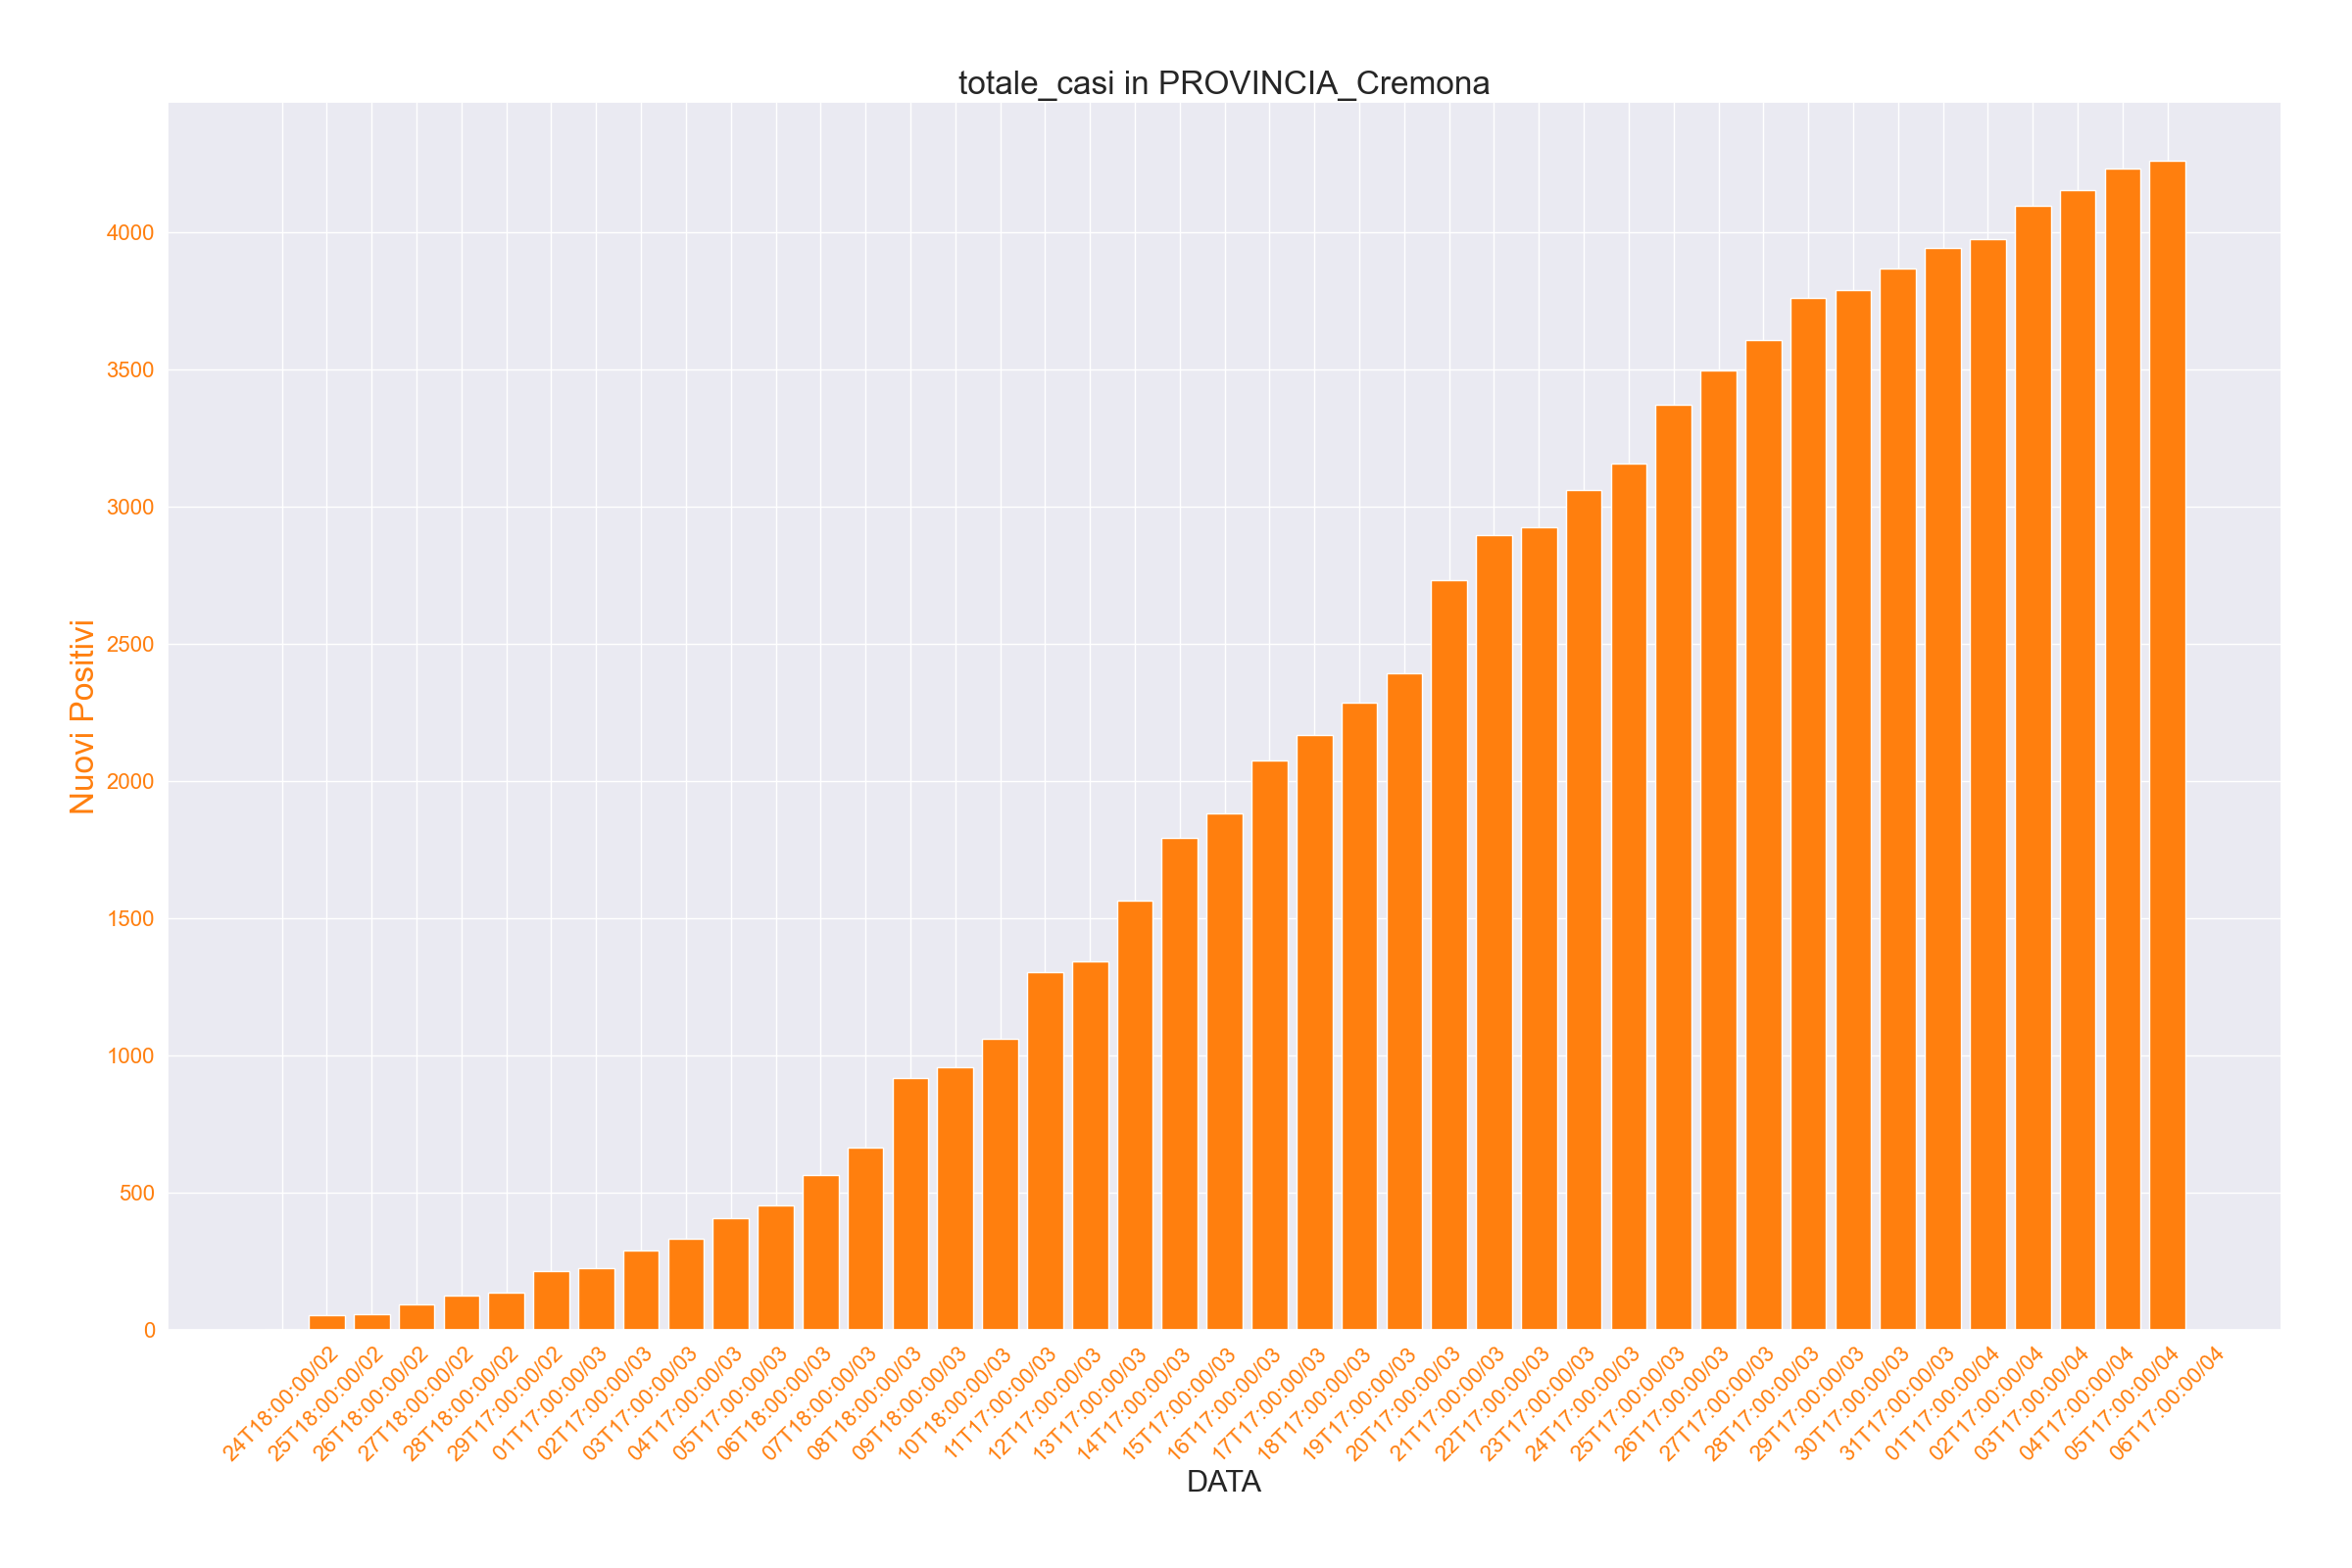 totale_casi in PROVINCIA_Cremona
Nuovi Positivi
4000
3500
3000
2500
2000
1500
1000
500
0
24T18:00:00/02
25T18:00:00/02
26T18:00:00/02
27T18:00:00/02
28T18:00:00/02
29T17:00:00/02
01T17:00:00/03
02T17:00:00/03
03T17:00:00/03
04T17:00:00/03
05T17:00:00/03
06T18:00:00/03
07T18:00:00/03
08T18:00:00/03
09T18:00:00/03
10T18:00:00/03
11T17:00:00/03
12T17:00:00/03
13T17:00:00/03
14T17:00:00/03
15T17:00:00/03
16T17:00:00/03
17T17:00:00/03
18T17:00:00/03
19T17:00:00/03
20T17:00:00/03
21T17:00:00/03
22T17:00:00/03
23T17:00:00/03
24T17:00:00/03
25T17:00:00/03
26T17:00:00/03
27T17:00:00/03
28T17:00:00/03
29T17:00:00/03
30T17:00:00/03
31T17:00:00/03
01T17:00:00/04
02T17:00:00/04
03T17:00:00/04
04T17:00:00/04
05T17:00:00/04
06T17:00:00/04
DATA